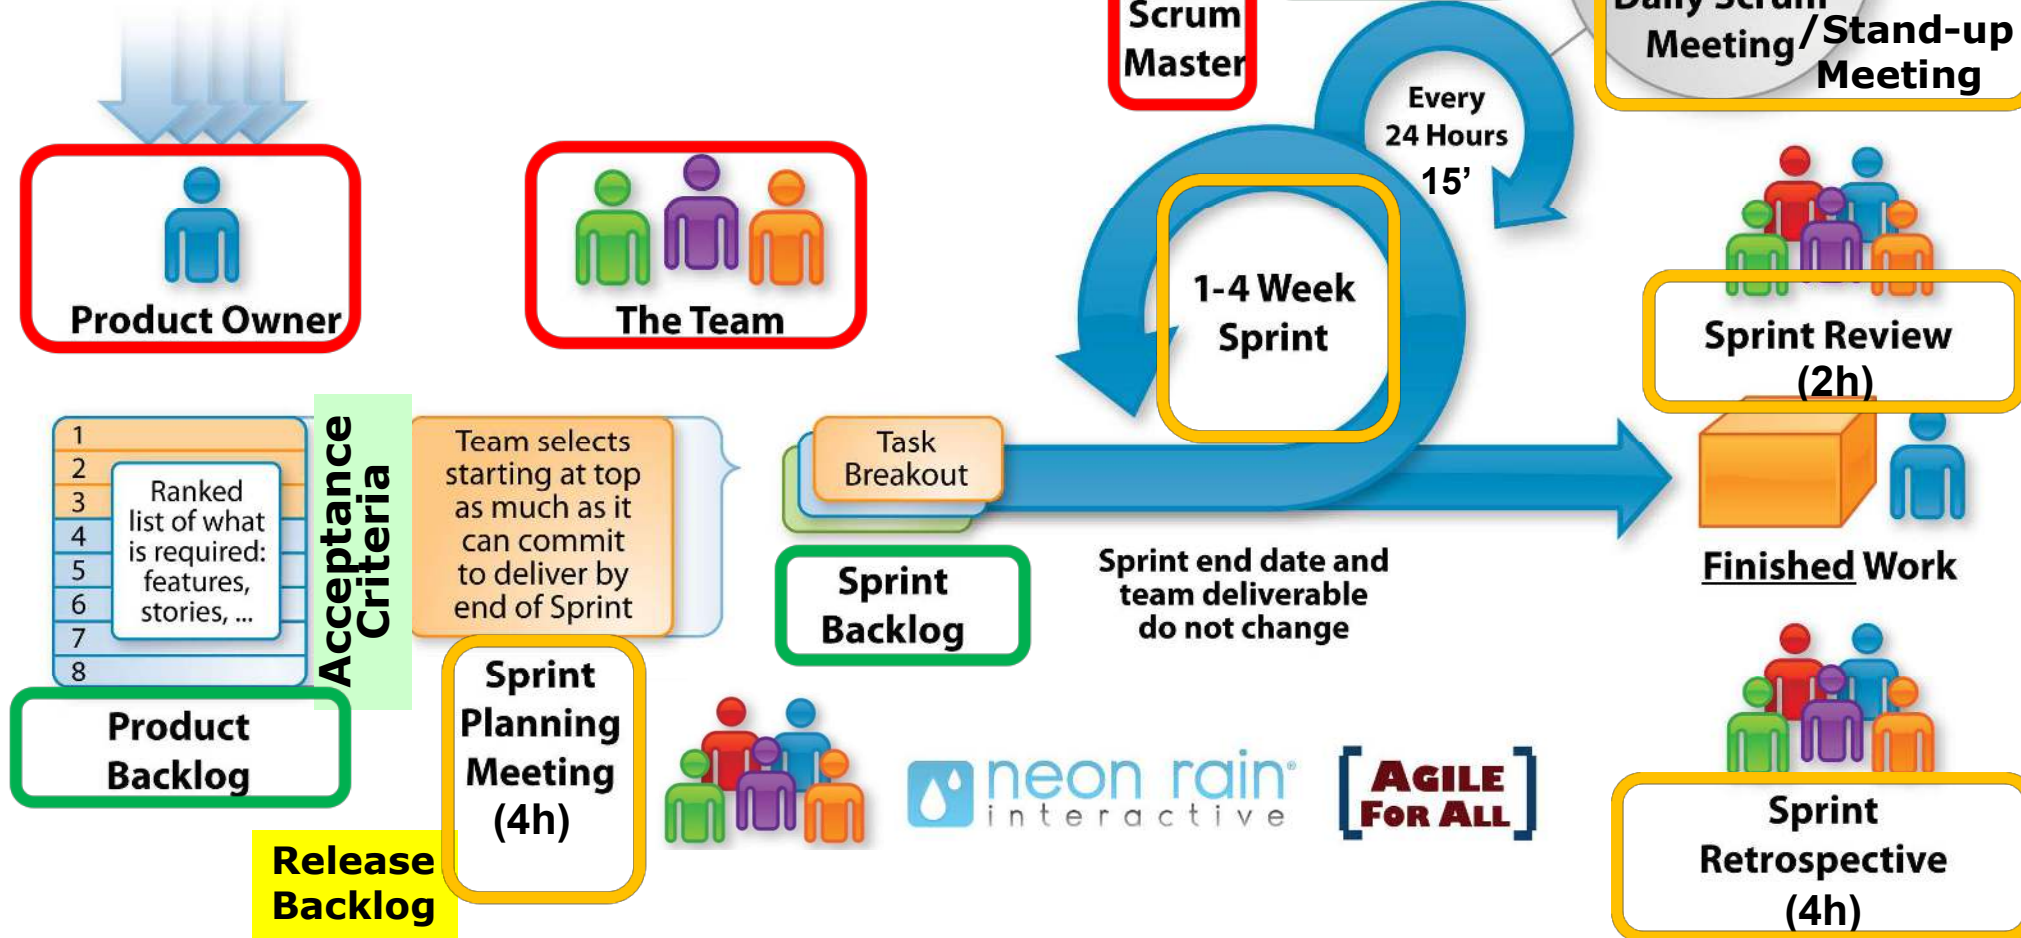 Scrum
Master
Daily Scrum
Meeting
/Stand-up
Meeting
Every
24 Hours
15’
Product Owner
The Team
1-4 Week
Sprint
Sprint Review
(2h)
1
2
3
4
5
6
7
8
Ranked
list of what
is required:
features,
stories, ...
Acceptance
Criteria
Team selects
starting at top
as much as it
can commit
to deliver by
end of Sprint
Task
Breakout
Sprint
Backlog
Sprint end date and
team deliverable
do not change
Finished Work
Product
Backlog
Sprint
Planning
Meeting
(4h)
Release
Backlog
neon rain®
interactive
AGILE
FOR ALL
Sprint
Retrospective
(4h)